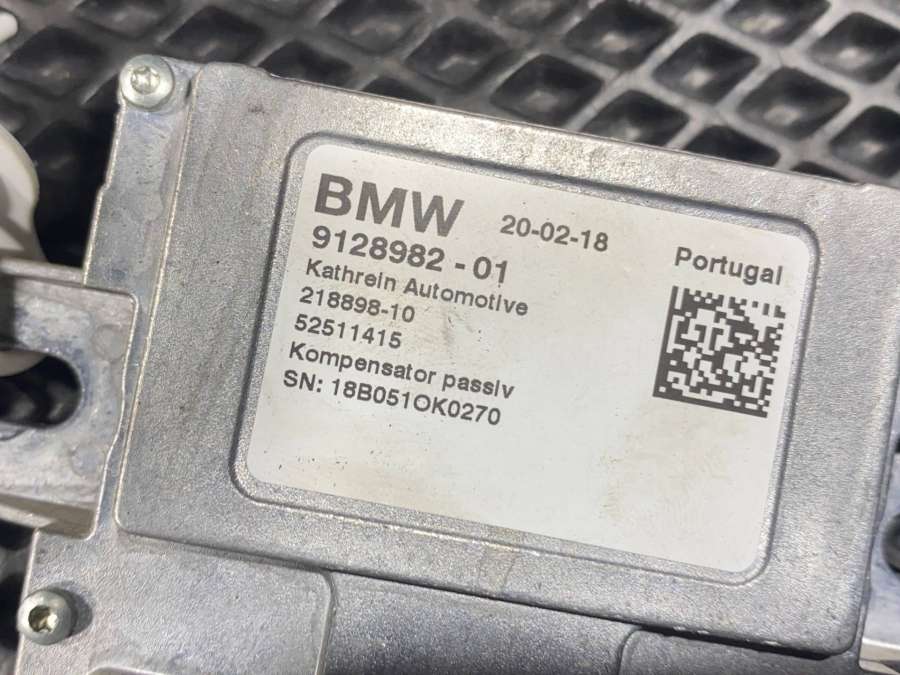 BMW 20-02-18
9128982 - 01 Portugal
Kathrein Automotive
218898-10
52511415
Kompensator passiv
SN: 18B051OK0270